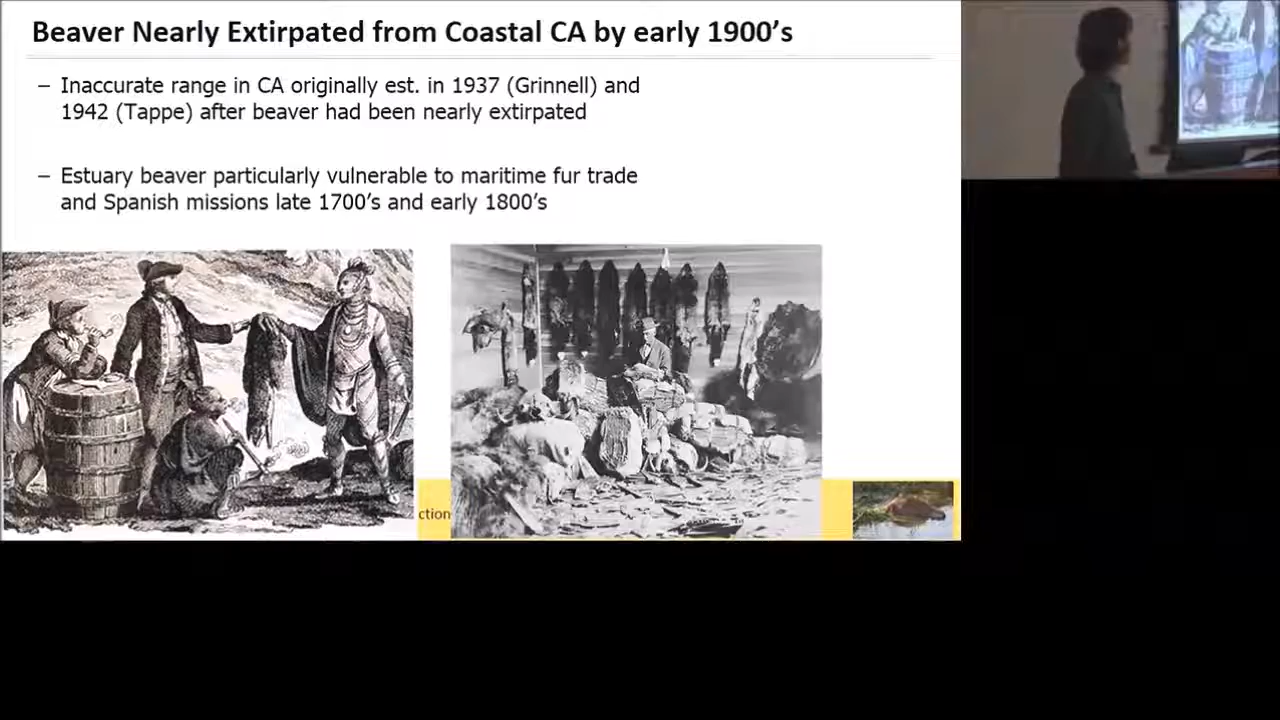 Beaver Nearly Extirpated from Coastal CA by early 1900’s
– Inaccurate range in CA originally est. in 1937 (Grinnell) and
1942 (Tappe) after beaver had been nearly extirpated
– Estuary beaver particularly vulnerable to maritime fur trade
and Spanish missions late 1700’s and early 1800’s
ction